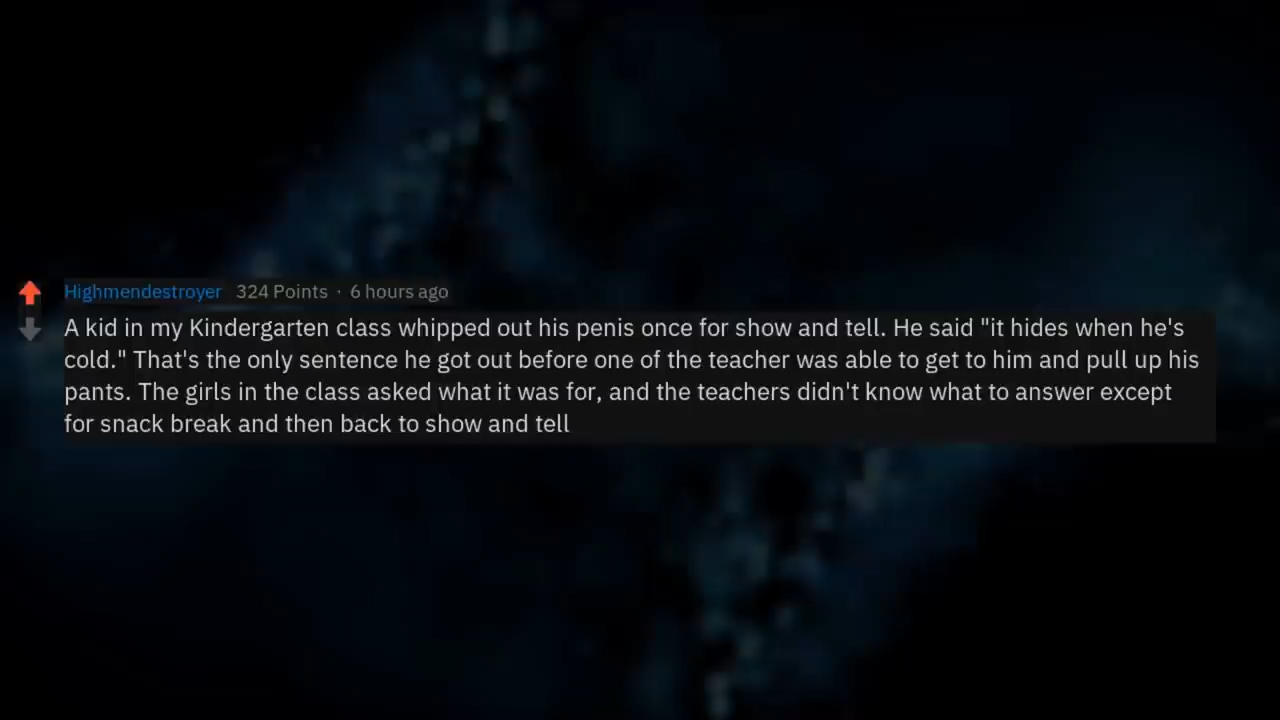 Highmendestroyer 324 Points · 6 hours ago
A kid in my Kindergarten class whipped out his penis once for show and tell. He said "it hides when he's
cold." That's the only sentence he got out before one of the teacher was able to get to him and pull up his
pants. The girls in the class asked what it was for, and the teachers didn't know what to answer except
for snack break and then back to show and tell